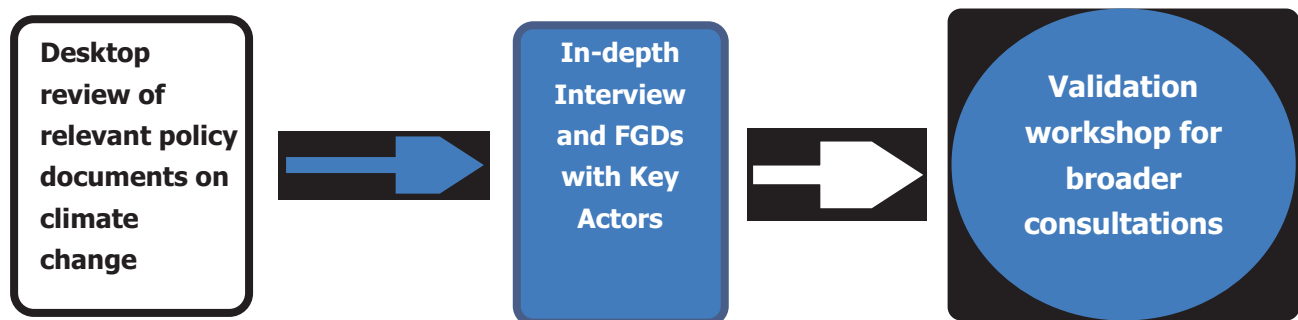 Desktop
review of
relevant policy
documents on
climate
change
In-depth
Interview
and FGDs
with Key
Actors
Validation
workshop for
broader
consultations